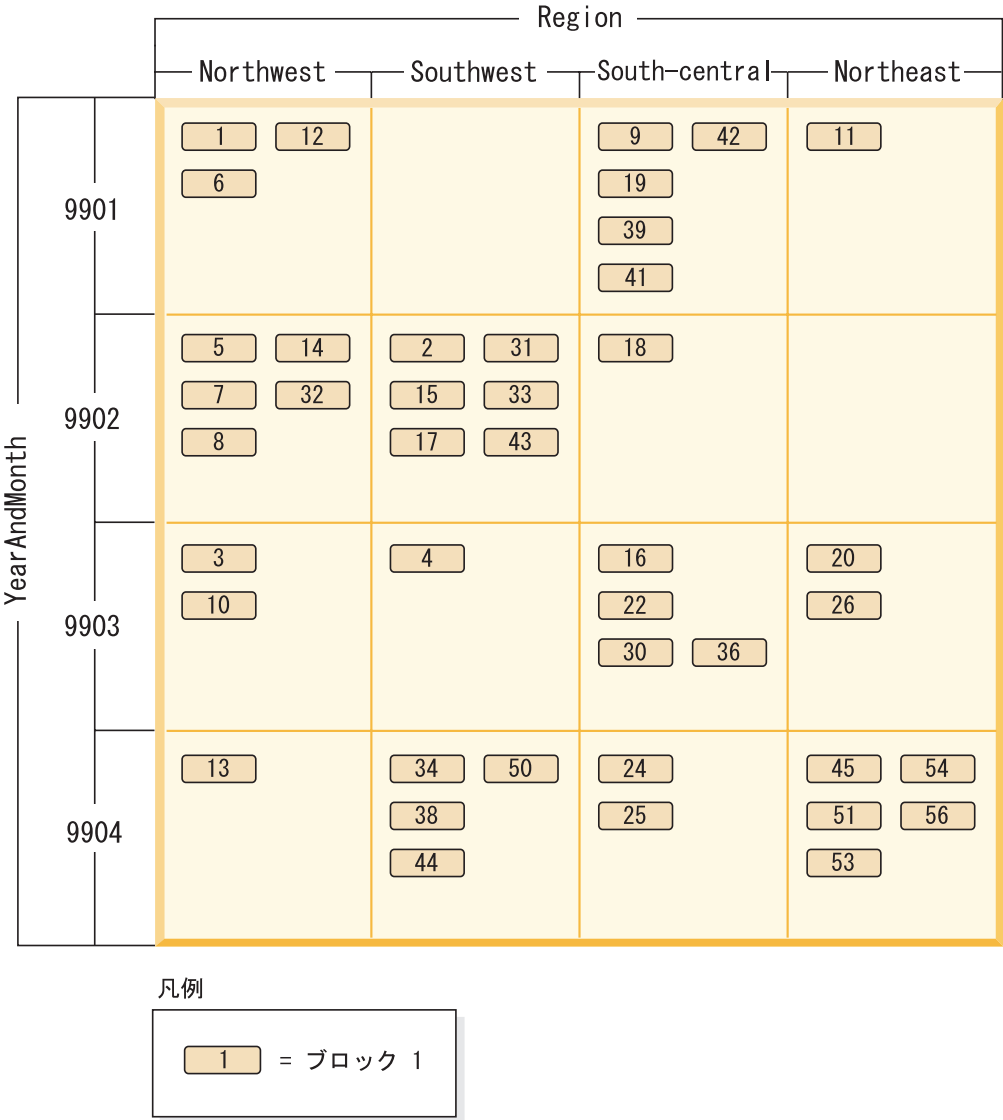 Region
Northwest Southwest South-central Northeast
YearAndMonth
9901
1 12 9 42 11
6 19
39
41
9902
5 14 2 31 18
7 32 15 33
8 17 43
9903
3 4 16 20
10 22 26
30 36
9904
13 34 50 24 45 54
38 25 51 56
44 53
凡例
1 = ブロック 1